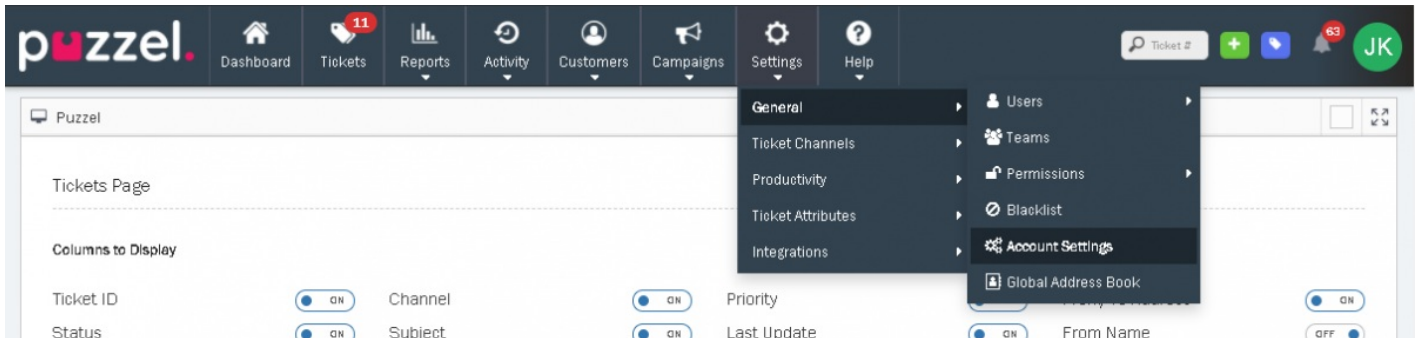 puzzel.
Dashboard
11
Tickets
Reports
Activity
Customers
Campaigns
Settings
Help
Ticket #
63
JK
Puzzel
General
Ticket Channels
Productivity
Ticket Attributes
Integrations
Users
Teams
Permissions
Blacklist
Account Settings
Global Address Book
Tickets Page
Columns to Display
Ticket ID ON Channel ON Priority ON
Status ON Subject ON Last Update ON From Name OFF